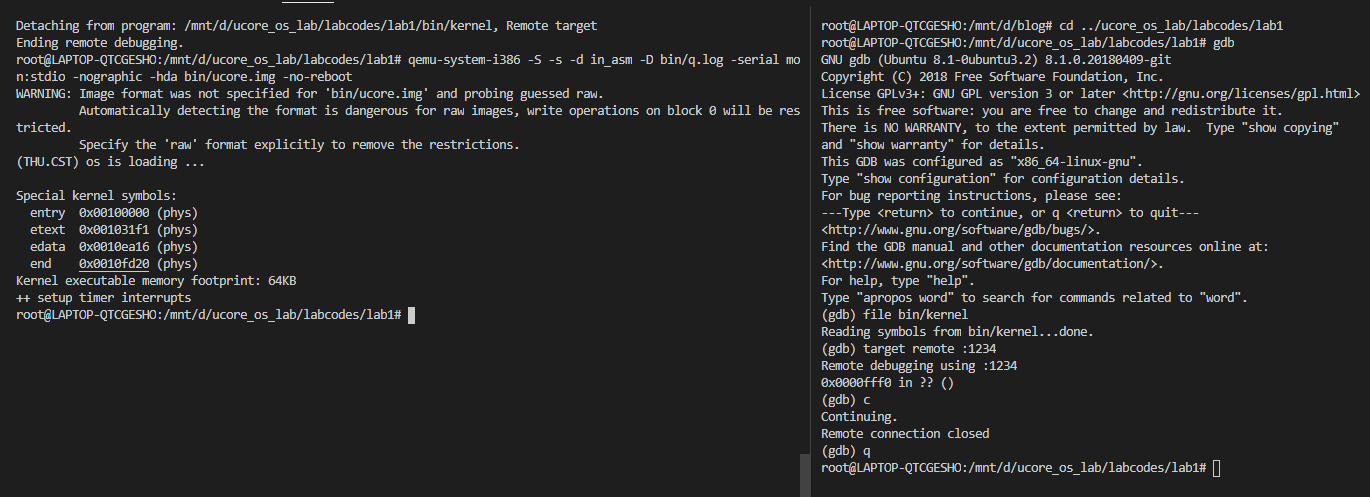 Detaching from program: /mnt/d/ucore_os_lab/labcodes/lab1/bin/kernel, Remote target
Ending remote debugging.
root@LAPTOP-QTCGESHO:/mnt/d/ucore_os_lab/labcodes/lab1# qemu-system-i386 -S -s -d in_asm -D bin/q.log -serial mo
n:stdio -nographic -hda bin/ucore.img -no-reboot
WARNING: Image format was not specified for 'bin/ucore.img' and probing guessed raw.
         Automatically detecting the format is dangerous for raw images, write operations on block 0 will be res
tricted.
         Specify the 'raw' format explicitly to remove the restrictions.
(THU.CST) os is loading ...

Special kernel symbols:
  entry  0x00100000 (phys)
  etext  0x001031f1 (phys)
  edata  0x0010ea16 (phys)
  end    0x0010fd20 (phys)
Kernel executable memory footprint: 64KB
++ setup timer interrupts
root@LAPTOP-QTCGESHO:/mnt/d/ucore_os_lab/labcodes/lab1#
root@LAPTOP-QTCGESHO:/mnt/d/blog# cd ../ucore_os_lab/labcodes/lab1
root@LAPTOP-QTCGESHO:/mnt/d/ucore_os_lab/labcodes/lab1# gdb
GNU gdb (Ubuntu 8.1-0ubuntu3.2) 8.1.0.20180409-git
Copyright (C) 2018 Free Software Foundation, Inc.
License GPLv3+: GNU GPL version 3 or later <http://gnu.org/licenses/gpl.html>
This is free software: you are free to change and redistribute it.
There is NO WARRANTY, to the extent permitted by law.  Type "show copying"
and "show warranty" for details.
This GDB was configured as "x86_64-linux-gnu".
Type "show configuration" for configuration details.
For bug reporting instructions, please see:
---Type <return> to continue, or q <return> to quit---
<http://www.gnu.org/software/gdb/bugs/>.
Find the GDB manual and other documentation resources online at:
<http://www.gnu.org/software/gdb/documentation/>.
For help, type "help".
Type "apropos word" to search for commands related to "word".
(gdb) file bin/kernel
Reading symbols from bin/kernel...done.
(gdb) target remote :1234
Remote debugging using :1234
0x0000fff0 in ?? ()
(gdb) c
Continuing.
Remote connection closed
(gdb) q
root@LAPTOP-QTCGESHO:/mnt/d/ucore_os_lab/labcodes/lab1#